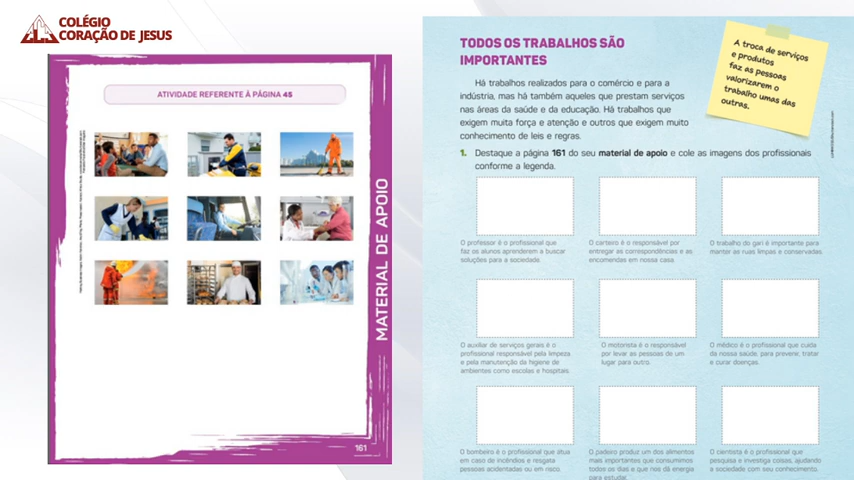 COLÉGIO
CORAÇÃO DE JESUS
ATIVIDADE REFERENTE À PÁGINA 45
MATERIAL DE APOIO
161
TODOS OS TRABALHOS SÃO
IMPORTANTES
A troca de serviços
e produtos
faz as pessoas
valorizarem o
trabalho umas das
outras.
Há trabalhos realizados para o comércio e para a
indústria, mas há também aqueles que prestam serviços
nas áreas da saúde e da educação. Há trabalhos que
exigem muita força e atenção e outros que exigem muito
conhecimento de leis e regras.
1. Destaque a página 161 do seu material de apoio e cole as imagens dos profissionais
conforme a legenda.
O professor é o profissional que
faz os alunos aprenderem a buscar
soluções para a sociedade.
O carteiro é o responsável por
entregar as correspondências e as
encomendas em nossa casa.
O trabalho do gari é importante para
manter as ruas limpas e conservadas.
O auxiliar de serviços gerais é o
profissional responsável pela limpeza
e pela manutenção da higiene de
ambientes como escolas e hospitais.
O motorista é o responsável
por levar as pessoas de um
lugar para outro.
O médico é o profissional que cuida
da nossa saúde, para prevenir, tratar
e curar doenças.
O bombeiro é o profissional que atua
em caso de incêndios e resgata
pessoas acidentadas ou em risco.
O padeiro produz um dos alimentos
mais importantes que consumimos
todos os dias e que nos dá energia
para estudar.
O cientista é o profissional que
pesquisa e investiga coisas, ajudando
a sociedade com seu conhecimento.